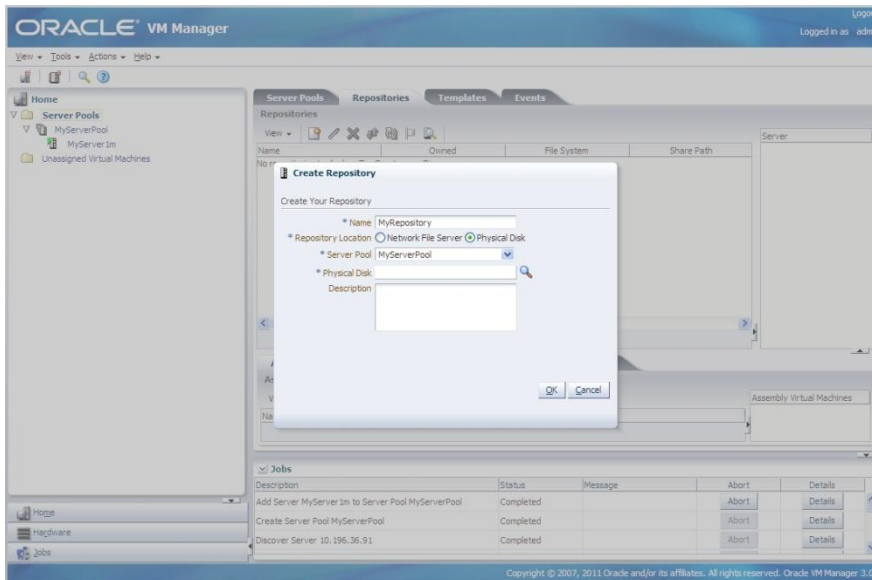 ORACLE VM Manager
Logou
Logged in as adm
View Tools Actions Help
Home
Server Pools
MyServerPool
MyServer1m
Unassigned Virtual Machines
Server Pools Repositories Templates Events
Repositories
View
Server
Name Owned File System Share Path
Create Repository
Create Your Repository
* Name MyRepository
* Repository Location Network File Server Physical Disk
* Server Pool MyServerPool
* Physical Disk
Description
OK Cancel
Assembly Virtual Machines
Jobs
Description Status Message Abort Details
Add Server MyServer1m to Server Pool MyServerPool Completed Abort Details
Create Server Pool MyServerPool Completed Abort Details
Discover Server 10.196.36.91 Completed Abort Details
Home
Hardware
Jobs
Copyright © 2007, 2011 Oracle and/or its affiliates. All rights reserved. Oracle VM Manager 3.0